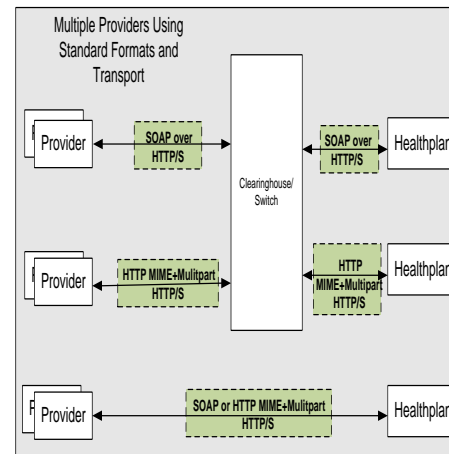 Multiple Providers Using
Standard Formats and
Transport
Provider
SOAP over
HTTP/S
Clearinghouse/
Switch
SOAP over
HTTP/S
Healthplan
Provider
HTTP MIME+Mulitpart
HTTP/S
HTTP
MIME+Multipart
HTTP/S
Healthplan
Provider
SOAP or HTTP MIME+Mulitpart
HTTP/S
Healthplan